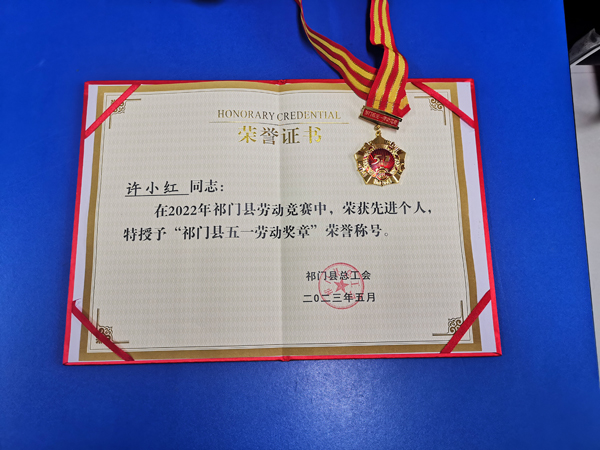 HONORARY CREDENTIAL
荣誉证书
许小红 同志：
在2022年祁门县劳动竞赛中，荣获先进个人，
特授予“祁门县五一劳动奖章”荣誉称号。
祁门县总工会
二〇二三年五月